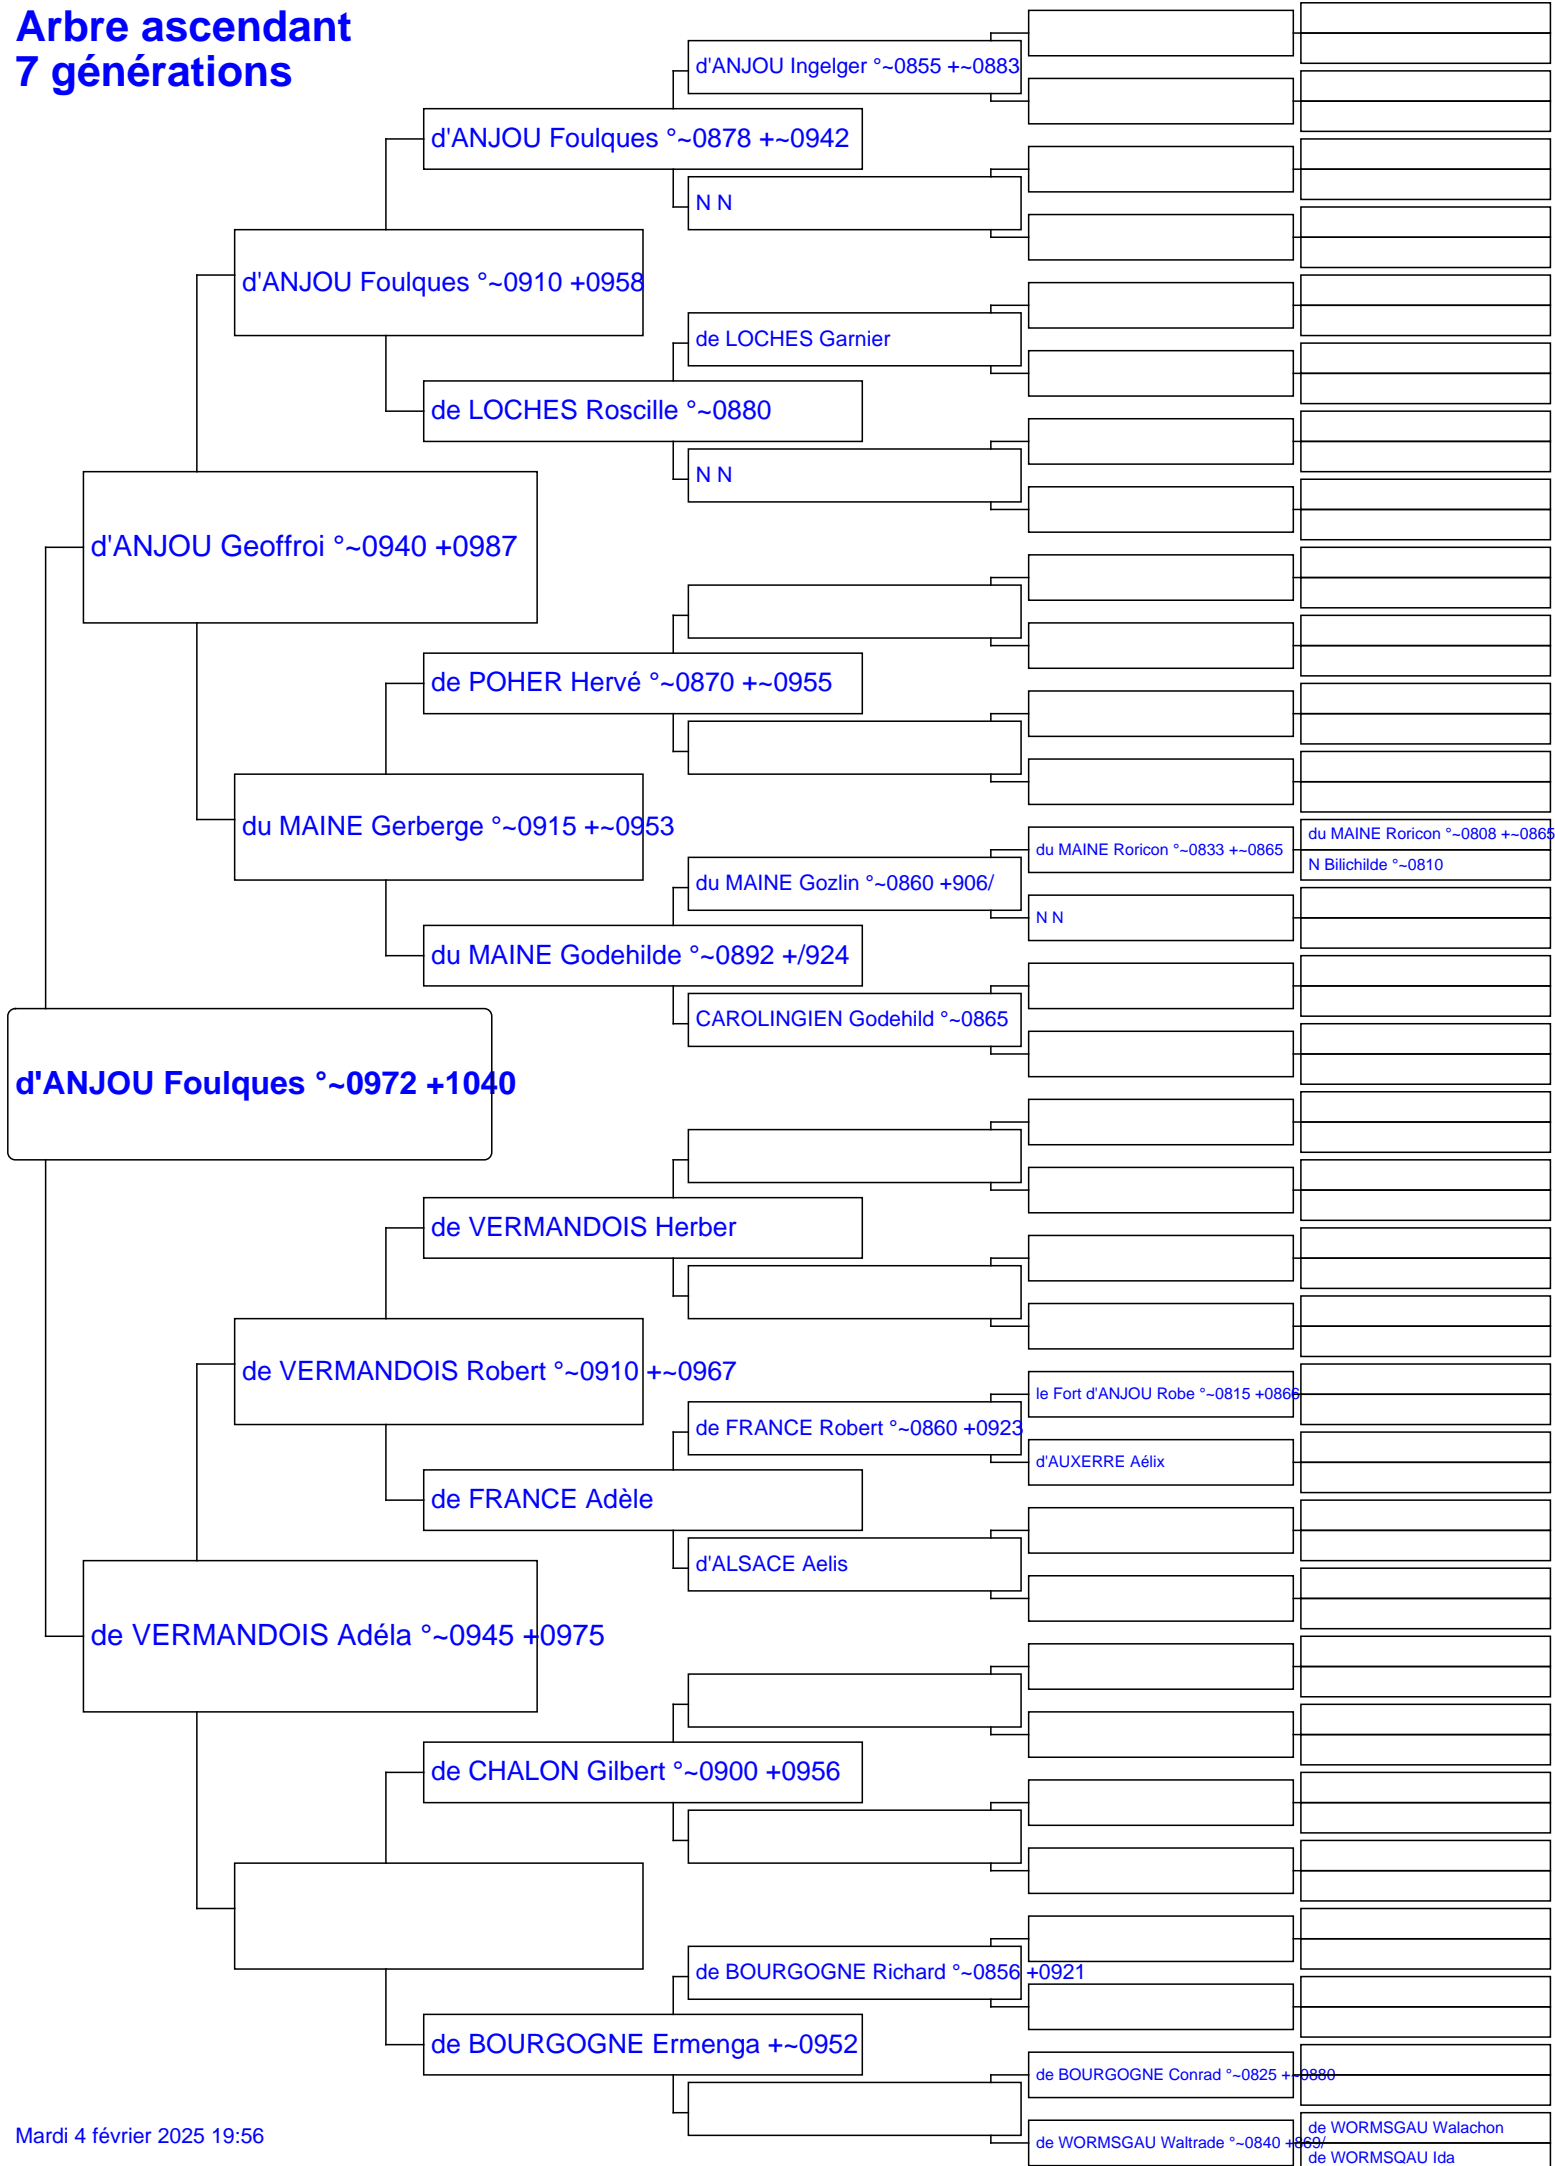 Arbre ascendant
7 générations
d'ANJOU Ingelger °~0855 +~0883
d'ANJOU Foulques °~0878 +~0942
N N
d'ANJOU Foulques °~0910 +0958
de LOCHES Garnier
de LOCHES Roscille °~0880
N N
d'ANJOU Geoffroi °~0940 +0987
de POHER Hervé °~0870 +~0955
du MAINE Gerberge °~0915 +~0953
du MAINE Roricon °~0808 +~0865
du MAINE Roricon °~0833 +~0865
N Bilichilde °~0810
du MAINE Gozlin °~0860 +906/
N N
du MAINE Godehilde °~0892 +/924
CAROLINGIEN Godehild °~0865
d'ANJOU Foulques °~0972 +1040
de VERMANDOIS Herber
de VERMANDOIS Robert °~0910 +~0967
le Fort d'ANJOU Robe °~0815 +0866
de FRANCE Robert °~0860 +0923
d'AUXERRE Aélix
de FRANCE Adèle
d'ALSACE Aelis
de VERMANDOIS Adéla °~0945 +0975
de CHALON Gilbert °~0900 +0956
de BOURGOGNE Richard °~0856 +0921
de BOURGOGNE Ermenga +~0952
de BOURGOGNE Conrad °~0825 +~0880
de WORMSGAU Walachon
de WORMSGAU Waltrade °~0840 +869/
de WORMSQAU Ida
Mardi 4 février 2025 19:56